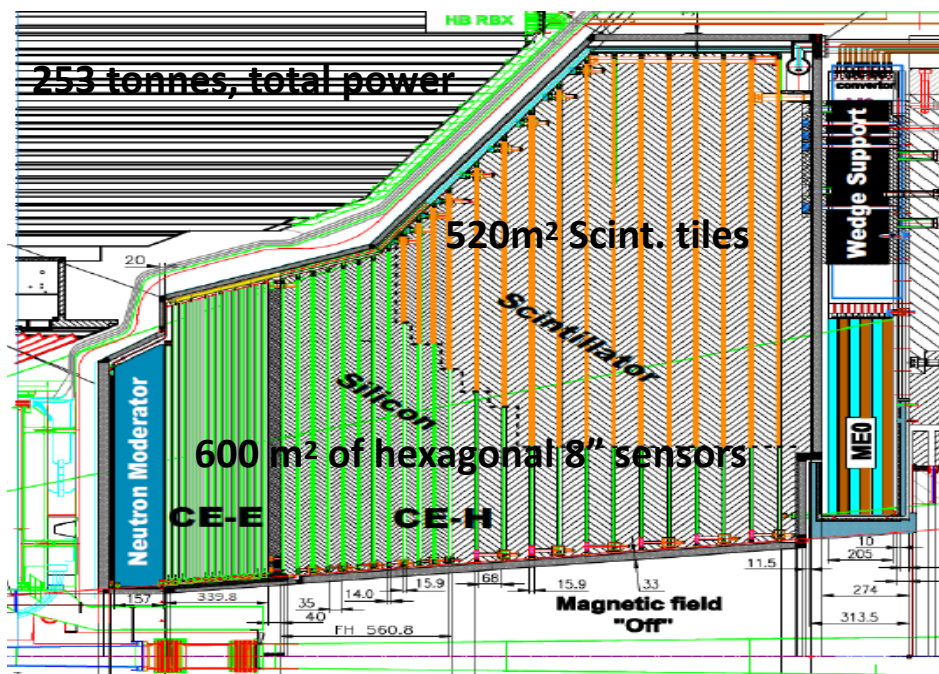 HB RBX
253 tonnes, total power
convertor
Wedge Support
520m² Scint. tiles
20
Scintillator
Silicon
Neutron Moderator
600 m² of hexagonal 8” sensors
ME0
CE-E
CE-H
10
205
11.5
157
339.8
35
14.0
15.9
68
15.9
33
274
40
Magnetic field
"Off"
313.5
FH 560.8